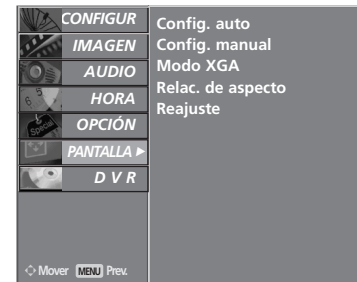 CONFIGUR
IMAGEN
AUDIO
HORA
OPCIÓN
PANTALLA ►
D V R
Config. auto
Config. manual
Modo XGA
Relac. de aspecto
Reajuste
Mover MENU Prev.